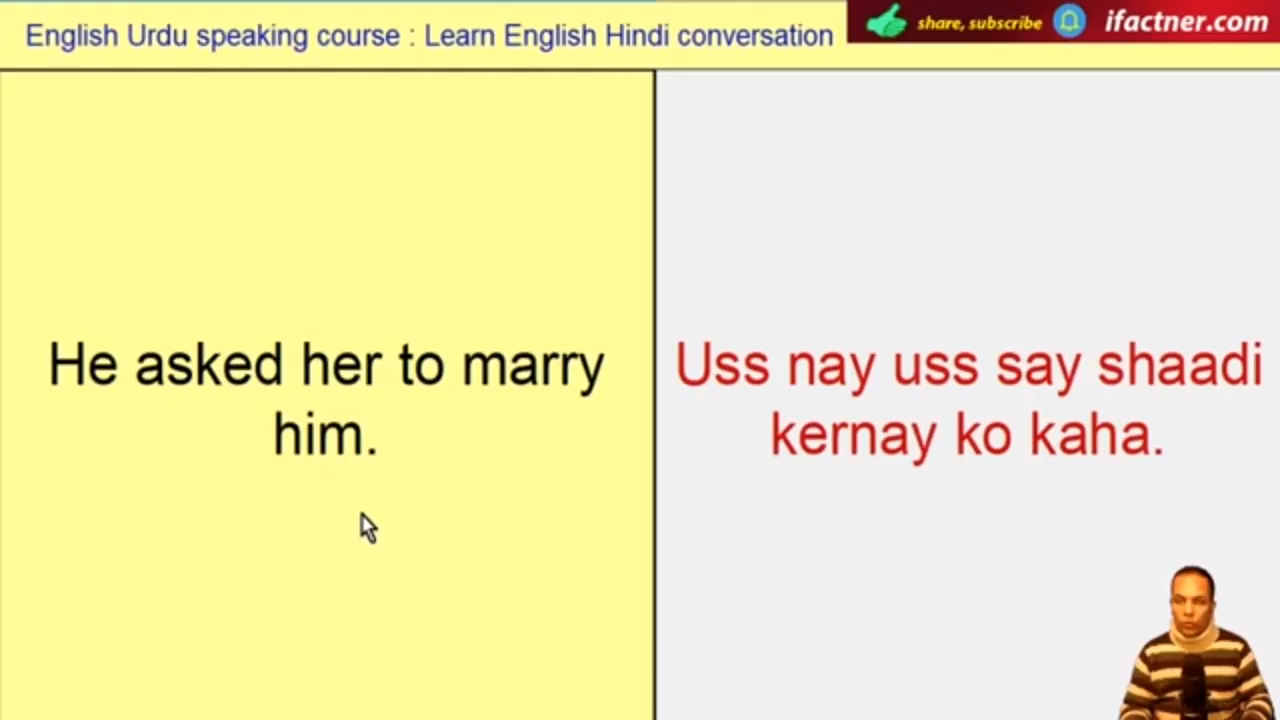 English Urdu speaking course : Learn English Hindi conversation
share, subscribe
ifactner.com
He asked her to marry
him.
Uss nay uss say shaadi
kernay ko kaha.